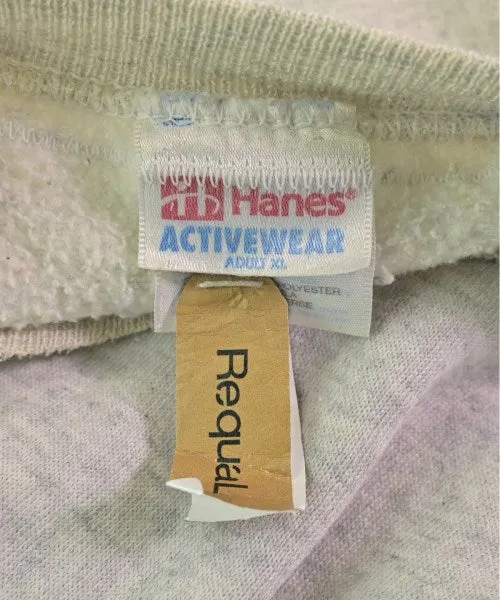 Hanes®
ACTIVEWEAR
ADULT XL
POLYESTER
Requal